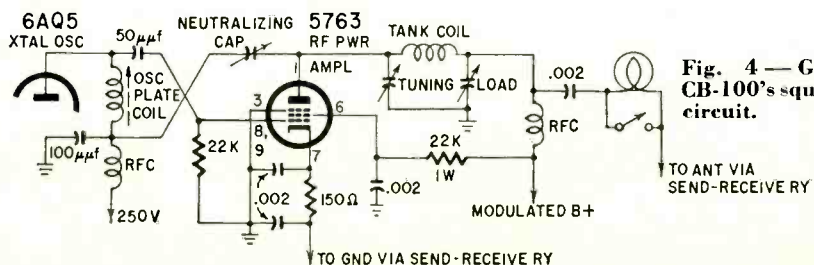 6AQ5
XTAL OSC
50μμf
OSC
PLATE
COIL
100μμf
RFC
250V
NEUTRALIZING
CAP
5763
RF PWR
AMPL
1
3
8,
9
6
7
22K
.002
150Ω
TO GND VIA SEND-RECEIVE RY
TANK COIL
TUNING
LOAD
22K
1W
.002
RFC
MODULATED B+
.002
TO ANT VIA
SEND-RECEIVE RY
Fig. 4 — G
CB-100's squ
circuit.